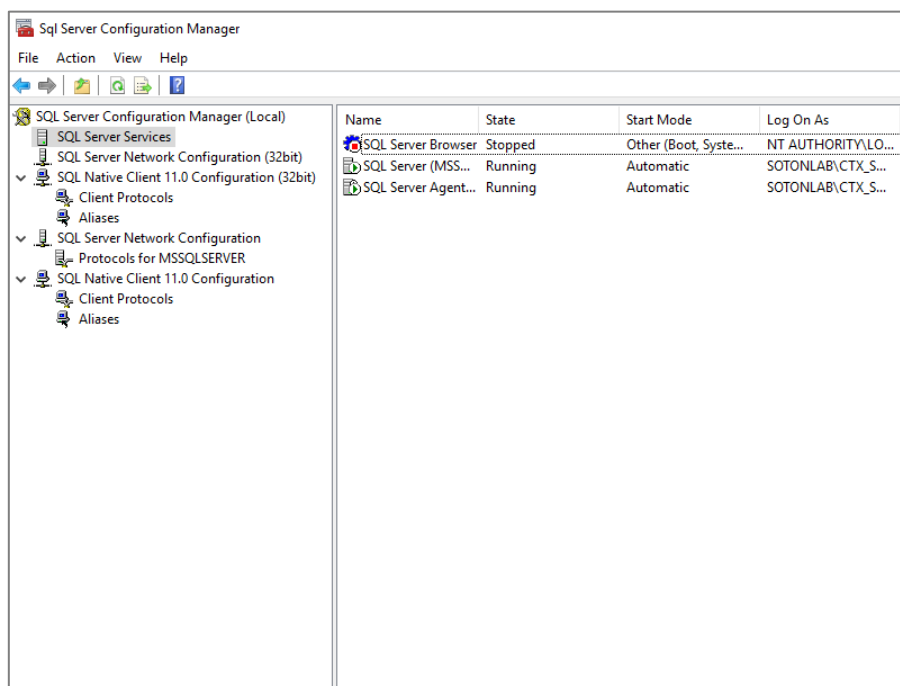 Sql Server Configuration Manager
File Action View Help
SQL Server Configuration Manager (Local)
SQL Server Services
SQL Server Network Configuration (32bit)
SQL Native Client 11.0 Configuration (32bit)
Client Protocols
Aliases
SQL Server Network Configuration
Protocols for MSSQLSERVER
SQL Native Client 11.0 Configuration
Client Protocols
Aliases
Name State Start Mode Log On As
SQL Server Browser Stopped Other (Boot, Syste... NT AUTHORITY\LO...
SQL Server (MSS... Running Automatic SOTONLAB\CTX_S...
SQL Server Agent... Running Automatic SOTONLAB\CTX_S...